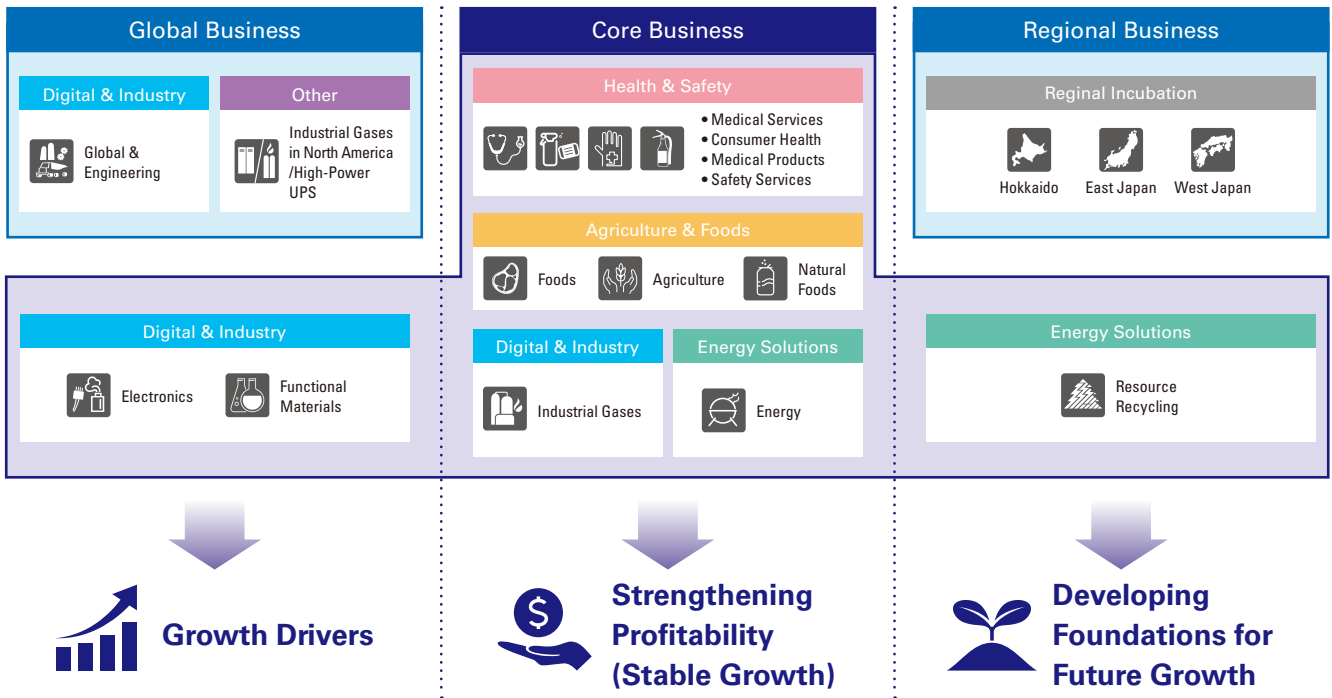 Global Business
Digital & Industry
Global &
Engineering
Other
Industrial Gases
in North America
/High-Power
UPS
Core Business
Health & Safety
• Medical Services
• Consumer Health
• Medical Products
• Safety Services
Agriculture & Foods
Foods
Agriculture
Natural
Foods
Regional Business
Reginal Incubation
Hokkaido
East Japan
West Japan
Digital & Industry
Electronics
Functional
Materials
Digital & Industry
Industrial Gases
Energy Solutions
Energy
Energy Solutions
Resource
Recycling
Growth Drivers
$
Strengthening
Profitability
(Stable Growth)
Developing
Foundations for
Future Growth